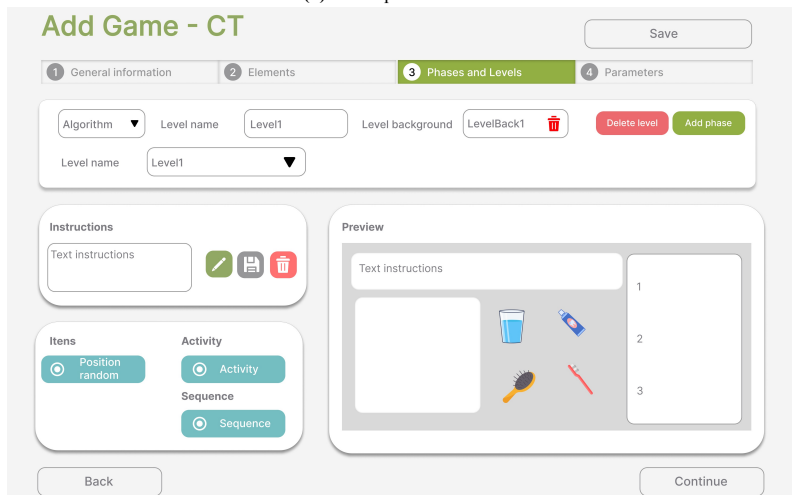 Add Game - CT
Save
1 General information
2 Elements
3 Phases and Levels
4 Parameters
Algorithm
Level name
Level1
Level background
LevelBack1
Delete level
Add phase
Level name
Level1
Instructions
Text instructions
Itens
Position
random
Activity
Activity
Sequence
Sequence
Preview
Text instructions
1
2
3
Back
Continue